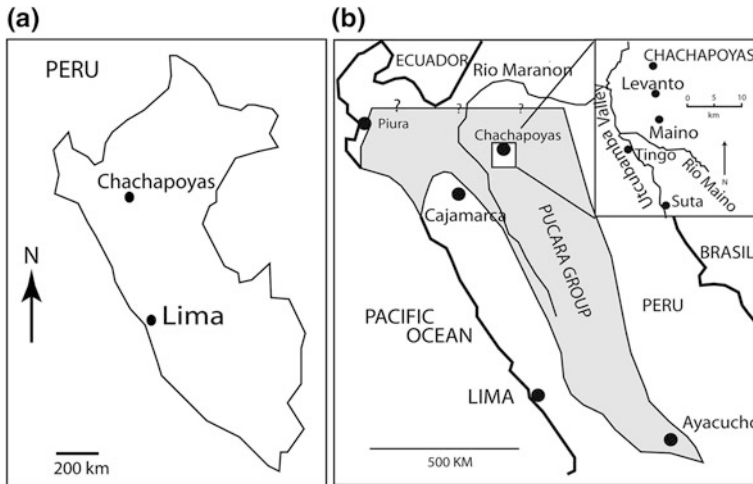 (a)
PERU
Chachapoyas
N
Lima
200 km
(b)
ECUADOR
Rio Maranon
? ? ?
Piura
Chachapoyas
Cajamarca
PUCARA GROUP
PACIFIC
OCEAN
PERU
BRASIL
LIMA
Ayacucho
500 KM
CHACHAPOYAS
Levanto
0 5 10
km
Maino
Utcubamba Valley
Tingo
Rio Maino
N
Suta